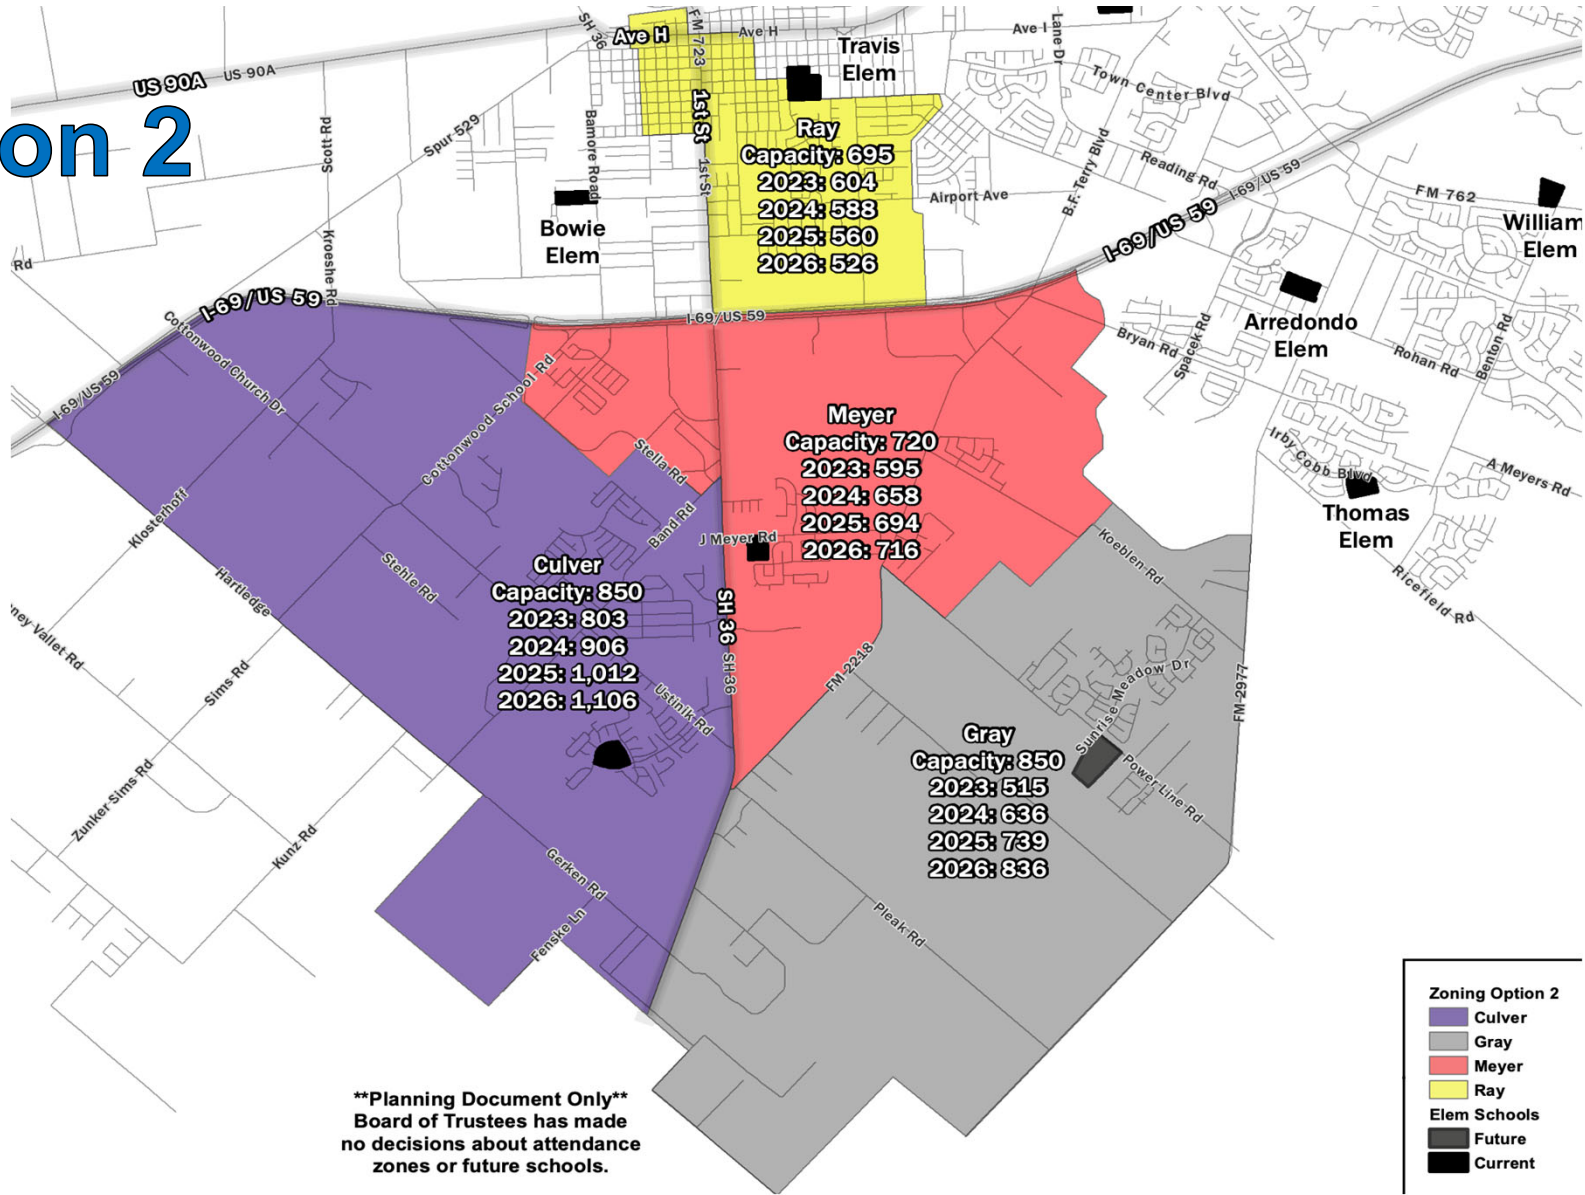 on 2
SH 36
Ave H
FM 723
Ave H
Travis
Elem
Ave I
Lane Dr
Town Center Blvd
US 90A
US 90A
Scott Rd
Spur 529
Bamore Road
1st St
1st St
Ray
Capacity: 695
2023: 604
2024: 588
2025: 560
2026: 526
Airport Ave
B.F. Terry Blvd
Reading Rd
I-69/US 59
I-69/US 59
FM 762
William
Elem
Bowie
Elem
Rd
Kroeshe Rd
I-69/US 59
I-69/US 59
I-69/US 59
Cottonwood Church Dr
Cottonwood School Rd
Arredondo
Elem
Bryan Rd
Spacek Rd
Rohan Rd
Benton Rd
Meyer
Capacity: 720
2023: 595
2024: 658
2025: 694
2026: 716
Stella Rd
Band Rd
J Meyer Rd
Irby Cobb Blvd
A Meyers Rd
Thomas
Elem
Ricefield Rd
Klosterhoff
Hartledge
Stehle Rd
Culver
Capacity: 850
2023: 803
2024: 906
2025: 1,012
2026: 1,106
SH 36
SH 36
Ustinik Rd
FM 2218
Koeblen Rd
FM 2977
Sunrise Meadow Dr
Power Line Rd
ney Vallet Rd
Sims Rd
Zunker Sims Rd
Kunz Rd
Gray
Capacity: 850
2023: 515
2024: 636
2025: 739
2026: 836
Gerken Rd
Fenske Ln
Pleak Rd
**Planning Document Only**
Board of Trustees has made
no decisions about attendance
zones or future schools.
Zoning Option 2
Culver
Gray
Meyer
Ray
Elem Schools
Future
Current